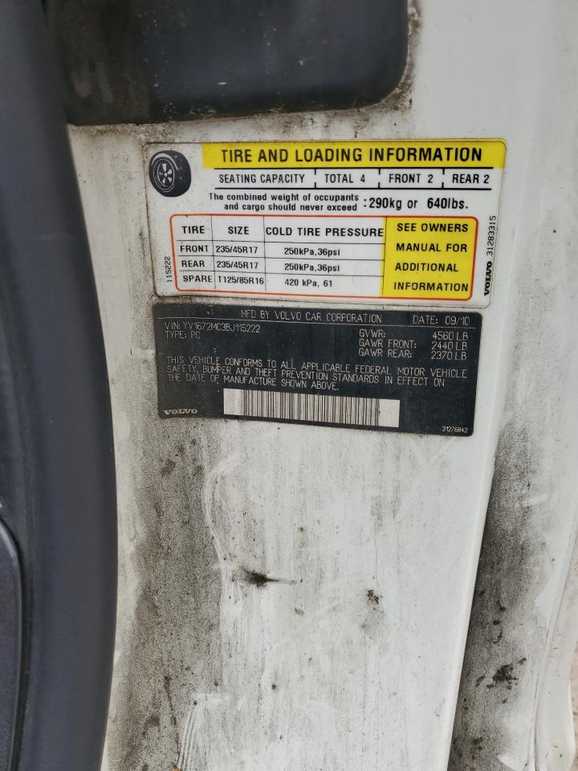 TIRE AND LOADING INFORMATION
SEATING CAPACITY TOTAL 4 FRONT 2 REAR 2
The combined weight of occupants and cargo should never exceed : 290kg or 640lbs.
TIRE SIZE COLD TIRE PRESSURE
FRONT 235/45R17 250kPa,36psi
REAR 235/45R17 250kPa,36psi
SPARE T125/85R16 420 kPa, 61
SEE OWNERS
MANUAL FOR
ADDITIONAL
INFORMATION
115222
VOLVO 31283315
MFD BY VOLVO CAR CORPORATION DATE: 09/10
VIN: YV1672MC3BJ115222 GVWR: 4560 LB
TYPE: PC GAWR FRONT: 2440 LB
GAWR REAR: 2370 LB
THIS VEHICLE CONFORMS TO ALL APPLICABLE FEDERAL MOTOR VEHICLE
SAFETY, BUMPER AND THEFT PREVENTION STANDARDS IN EFFECT ON THE
DATE OF MANUFACTURE SHOWN ABOVE.
VOLVO